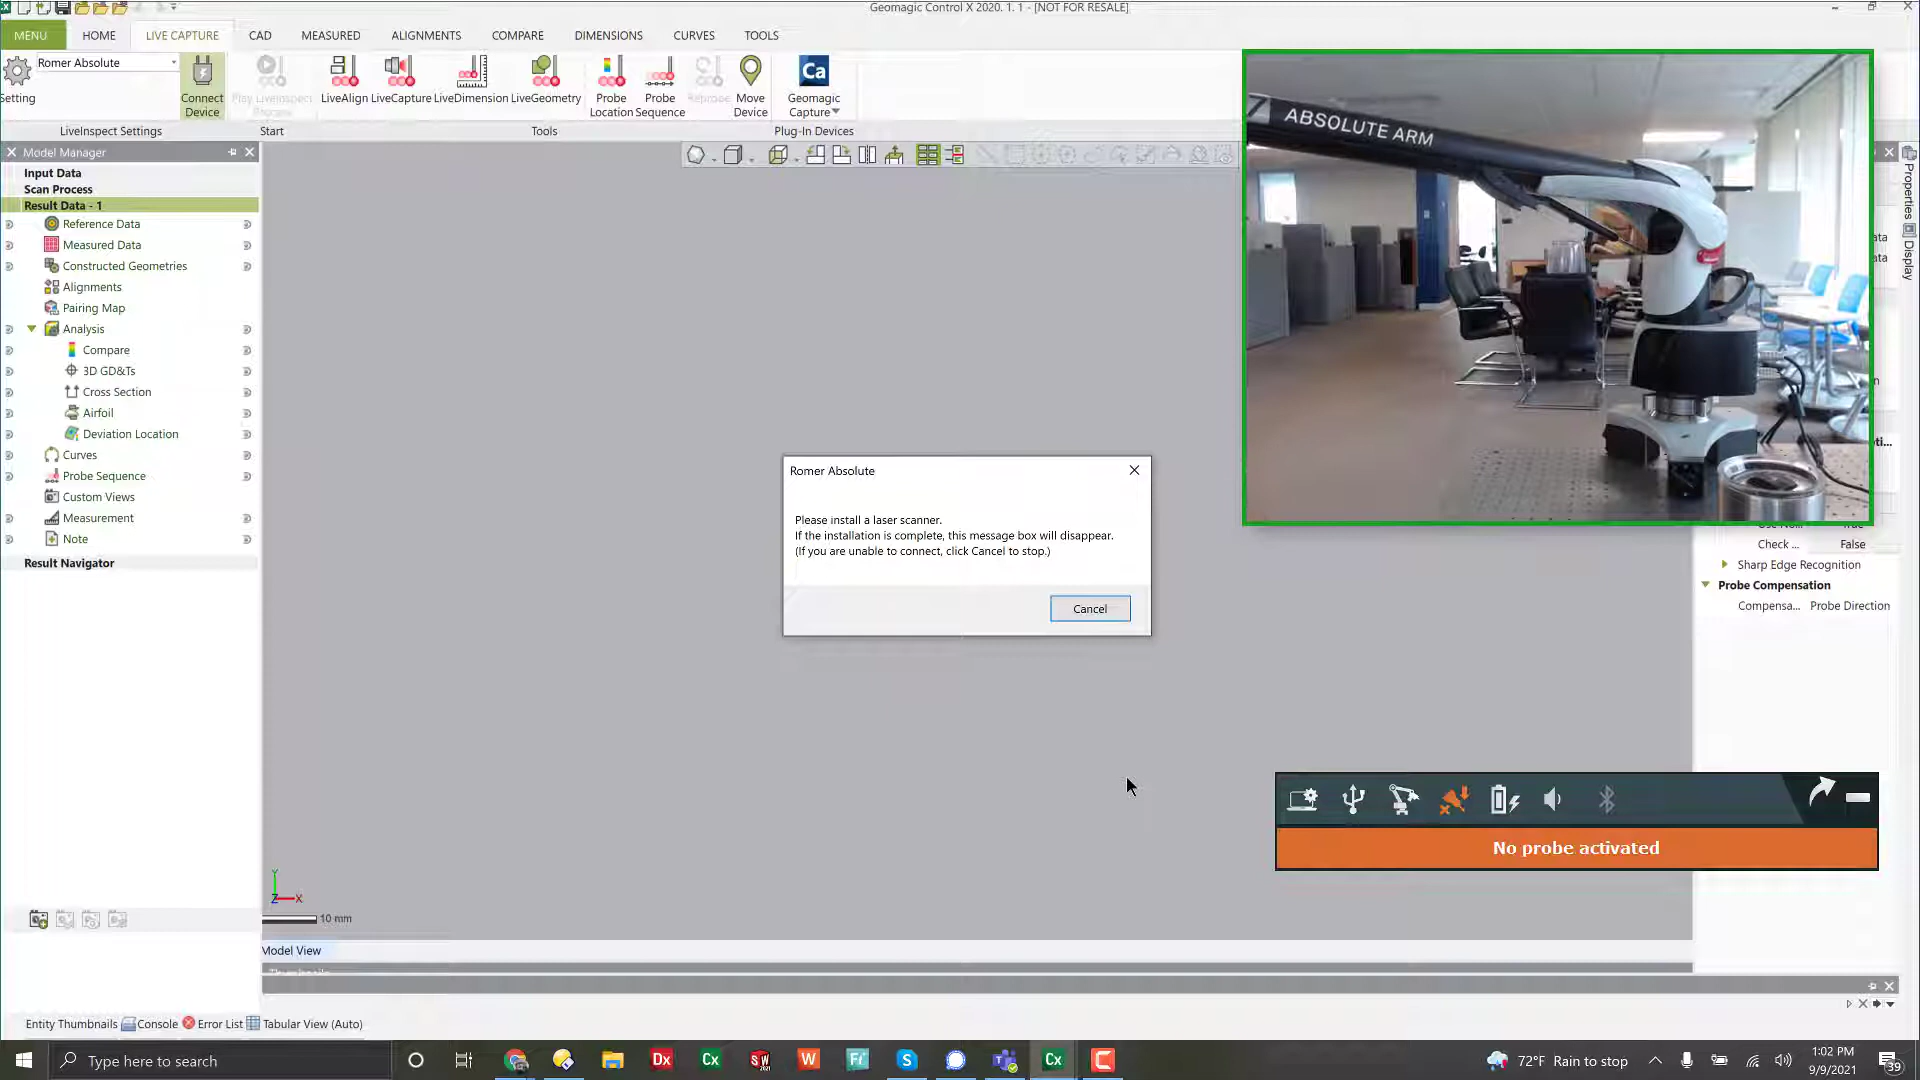 Geomagic Control X 2020. 1. 1 - [NOT FOR RESALE]
MENU
HOME
LIVE CAPTURE
CAD
MEASURED
ALIGNMENTS
COMPARE
DIMENSIONS
CURVES
TOOLS
Romer Absolute
Setting
Connect Device
Play LiveInspect Process
LiveAlign
LiveCapture
LiveDimension
LiveGeometry
Probe Location
Probe Sequence
Reprobe
Move Device
Geomagic Capture
LiveInspect Settings
Start
Tools
Plug-In Devices
Model Manager
Input Data
Scan Process
Result Data - 1
Reference Data
Measured Data
Constructed Geometries
Alignments
Pairing Map
Analysis
Compare
3D GD&Ts
Cross Section
Airfoil
Deviation Location
Curves
Probe Sequence
Custom Views
Measurement
Note
Result Navigator
ABSOLUTE ARM
Properties
Display
Romer Absolute
Please install a laser scanner.
If the installation is complete, this message box will disappear.
(If you are unable to connect, click Cancel to stop.)
Cancel
Check ... False
Sharp Edge Recognition
Probe Compensation
Compensa... Probe Direction
No probe activated
Y
Z X
10 mm
Model View
Entity Thumbnails
Console
Error List
Tabular View (Auto)
Type here to search
72°F Rain to stop
1:02 PM
9/9/2021
39